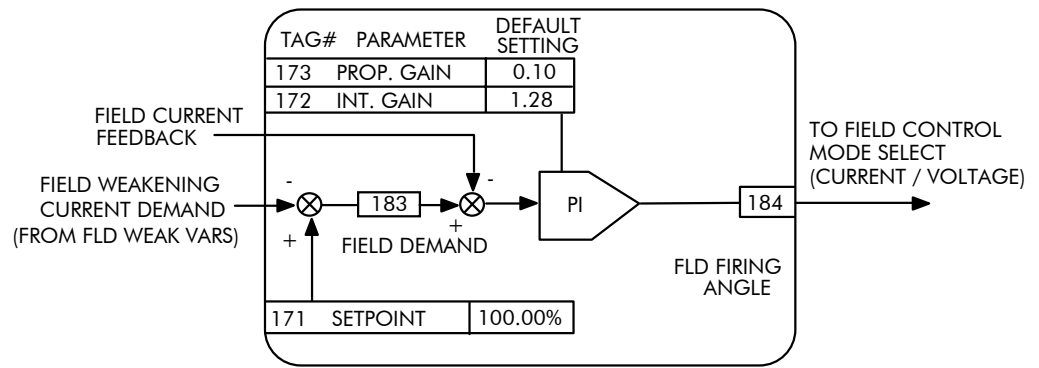 TAG# PARAMETER DEFAULT SETTING
173 PROP. GAIN 0.10
172 INT. GAIN 1.28
FIELD CURRENT
FEEDBACK
TO FIELD CONTROL
MODE SELECT
(CURRENT / VOLTAGE)
FIELD WEAKENING
CURRENT DEMAND
(FROM FLD WEAK VARS)
-
+
183
FIELD DEMAND
-
+
PI
184
FLD FIRING
ANGLE
171 SETPOINT 100.00%